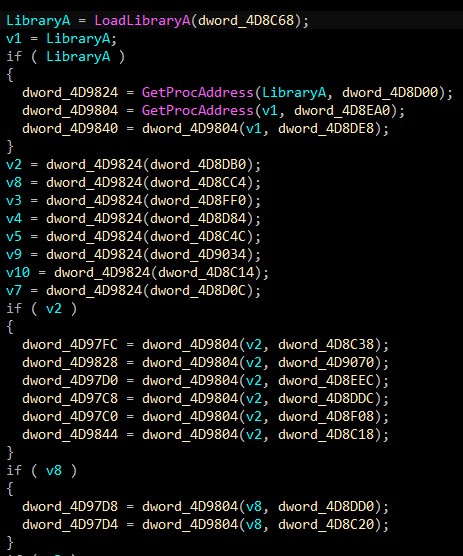 LibraryA = LoadLibraryA(dword_4D8C68);
v1 = LibraryA;
if ( LibraryA )
{
dword_4D9824 = GetProcAddress(LibraryA, dword_4D8D00);
dword_4D9804 = GetProcAddress(v1, dword_4D8EA0);
dword_4D9840 = dword_4D9804(v1, dword_4D8DE8);
}
v2 = dword_4D9824(dword_4D8DB0);
v8 = dword_4D9824(dword_4D8CC4);
v3 = dword_4D9824(dword_4D8FF0);
v4 = dword_4D9824(dword_4D8D84);
v5 = dword_4D9824(dword_4D8C4C);
v9 = dword_4D9824(dword_4D9034);
v10 = dword_4D9824(dword_4D8C14);
v7 = dword_4D9824(dword_4D8D0C);
if ( v2 )
{
dword_4D97FC = dword_4D9804(v2, dword_4D8C38);
dword_4D9828 = dword_4D9804(v2, dword_4D9070);
dword_4D97D0 = dword_4D9804(v2, dword_4D8EEC);
dword_4D97C8 = dword_4D9804(v2, dword_4D8DDC);
dword_4D97C0 = dword_4D9804(v2, dword_4D8F08);
dword_4D9844 = dword_4D9804(v2, dword_4D8C18);
}
if ( v8 )
{
dword_4D97D8 = dword_4D9804(v8, dword_4D8DD0);
dword_4D97D4 = dword_4D9804(v8, dword_4D8C20);
}